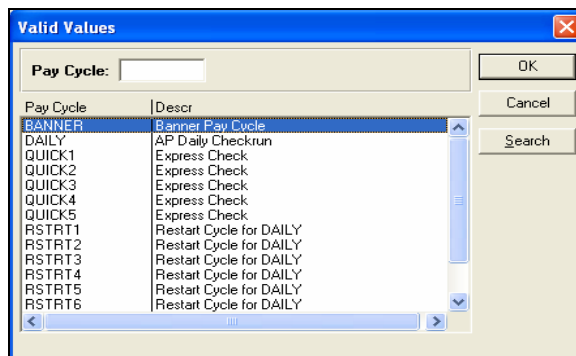 Valid Values
Pay Cycle:
OK
Pay Cycle Descr
Cancel
BANNER Banner Pay Cycle
DAILY AP Daily Checkrun
Search
QUICK1 Express Check
QUICK2 Express Check
QUICK3 Express Check
QUICK4 Express Check
QUICK5 Express Check
RSTRT1 Restart Cycle for DAILY
RSTRT2 Restart Cycle for DAILY
RSTRT3 Restart Cycle for DAILY
RSTRT4 Restart Cycle for DAILY
RSTRT5 Restart Cycle for DAILY
RSTRT6 Restart Cycle for DAILY